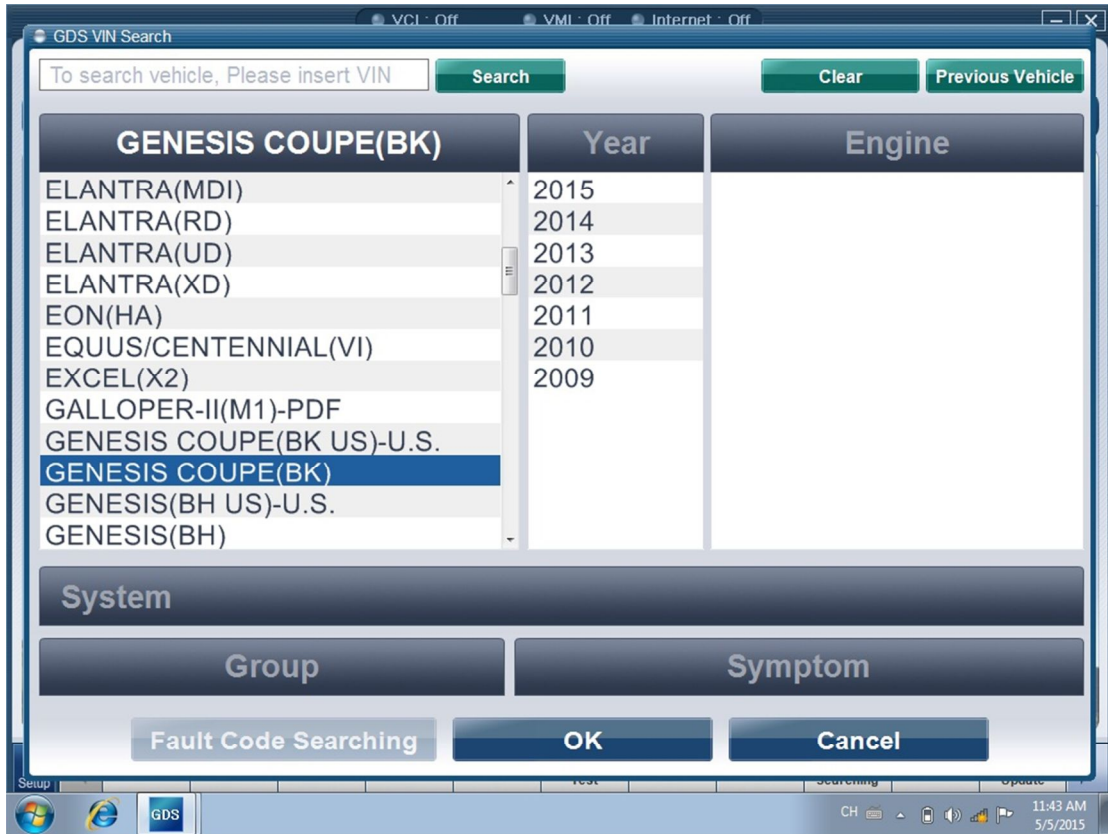 VCI : Off VMI : Off Internet : Off
GDS VIN Search
To search vehicle, Please insert VIN Search Clear Previous Vehicle
GENESIS COUPE(BK) Year Engine
ELANTRA(MDI) 2015
ELANTRA(RD) 2014
ELANTRA(UD) 2013
ELANTRA(XD) 2012
EON(HA) 2011
EQUUS/CENTENNIAL(VI) 2010
EXCEL(X2) 2009
GALLOPER-II(M1)-PDF
GENESIS COUPE(BK US)-U.S.
GENESIS COUPE(BK)
GENESIS(BH US)-U.S.
GENESIS(BH)
System
Group Symptom
Fault Code Searching OK Cancel
Setup Test Searching Update
GDS CH 11:43 AM
5/5/2015